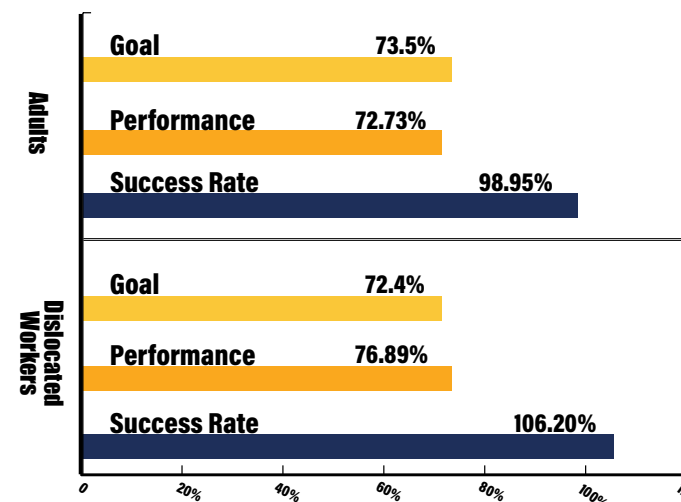 Adults
Goal 73.5%
Performance 72.73%
Success Rate 98.95%
Dislocated
Workers
Goal 72.4%
Performance 76.89%
Success Rate 106.20%
0 20% 40% 60% 80% 100%